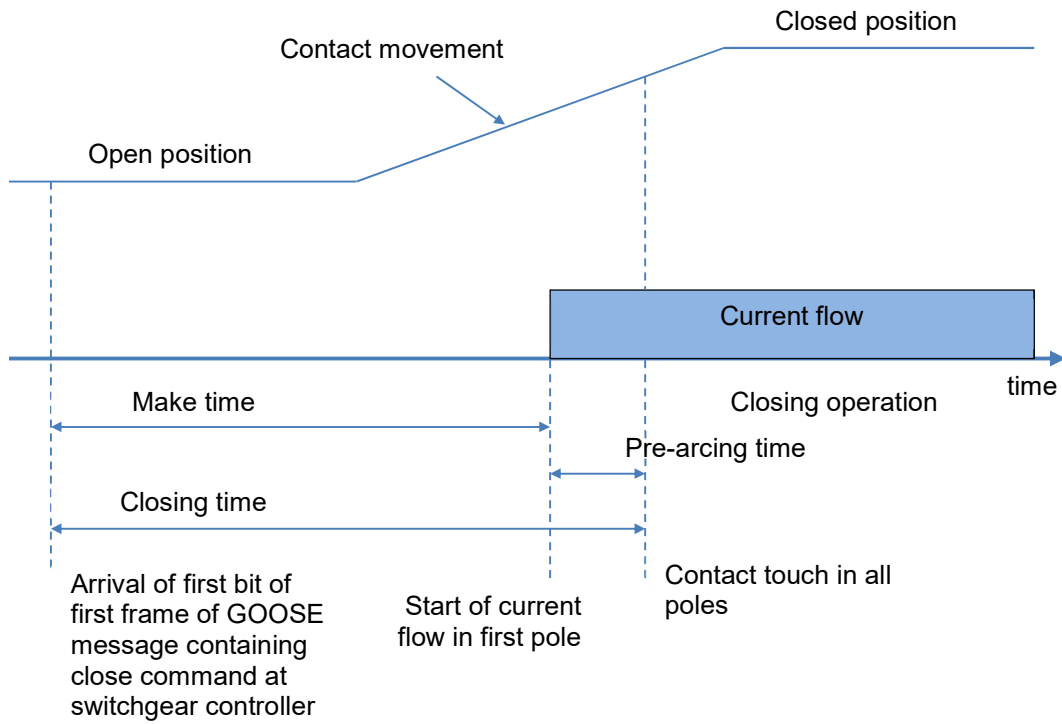 Closed position
Contact movement
Open position
Current flow
time
Make time
Closing operation
Pre-arcing time
Closing time
Arrival of first bit of
first frame of GOOSE
message containing
close command at
switchgear controller
Start of current
flow in first pole
Contact touch in all
poles